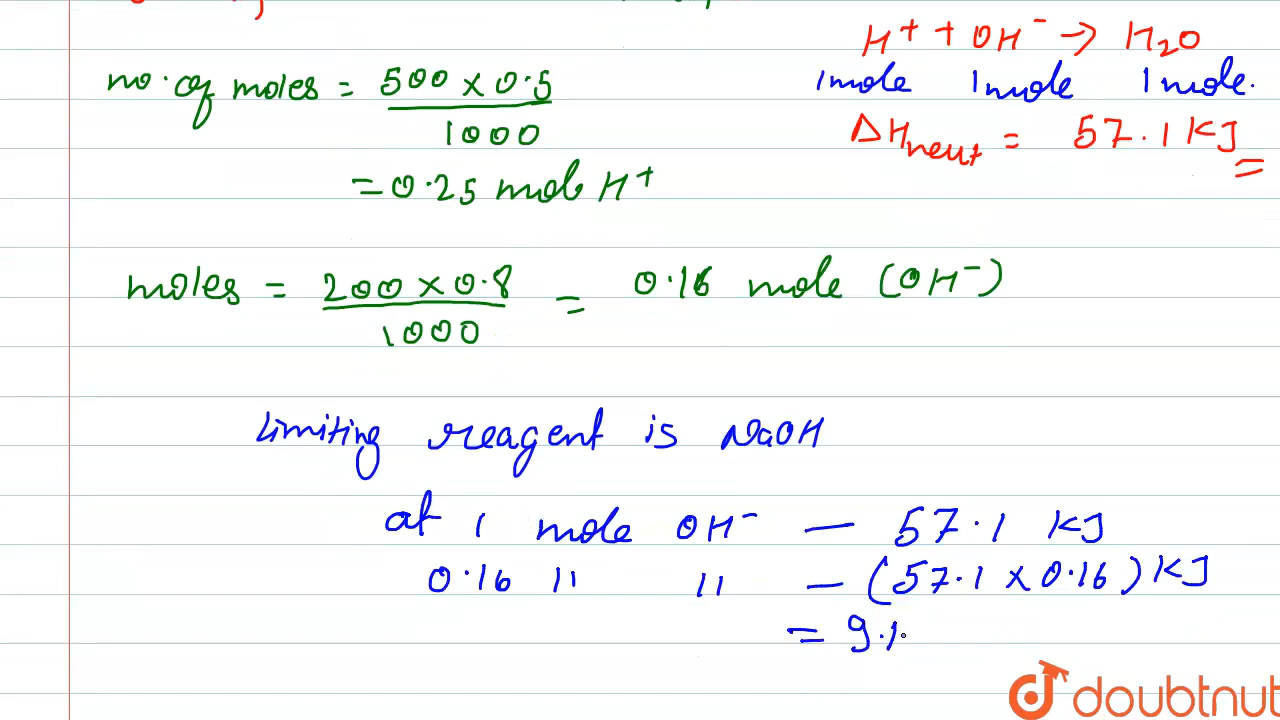 H⁺ + OH⁻ → H₂O
1 mole 1 mole 1 mole.
ΔHneut = 57.1 KJ
no. of moles = 500 × 0.5
1000
= 0.25 mole H⁺
moles = 200 × 0.8 = 0.16 mole (OH⁻)
1000
Limiting reagent is NaOH
at 1 mole OH⁻ — 57.1 KJ
0.16 " " — (57.1 × 0.16) KJ
= 9.1
doubtnut